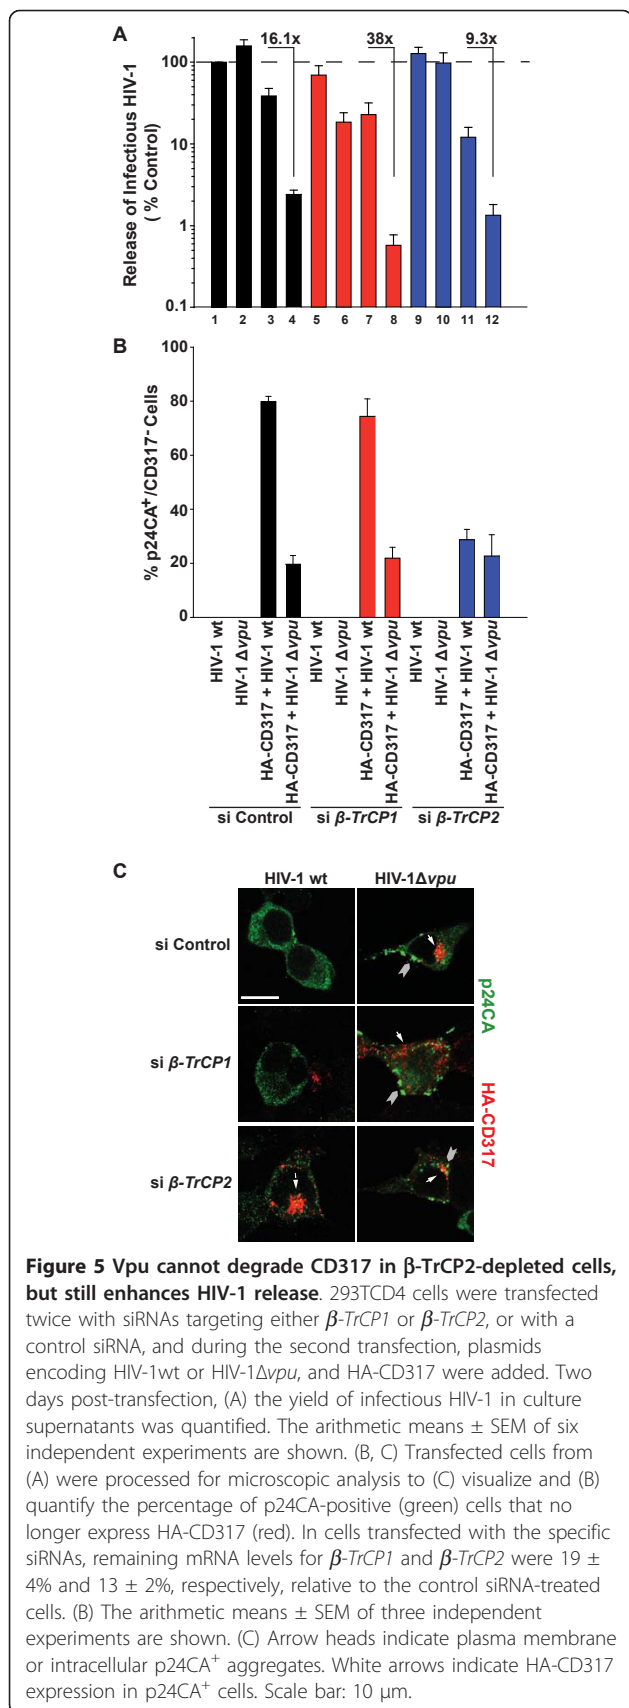 A
16.1x
38x
9.3x
Release of Infectious HIV-1
( % Control)
100
10
1
0.1
1 2 3 4 5 6 7 8 9 10 11 12
B
% p24CA⁺/CD317⁻ Cells
100
80
60
40
20
0
HIV-1 wt
HIV-1 Δvpu
HA-CD317 + HIV-1 wt
HA-CD317 + HIV-1 Δvpu
HIV-1 wt
HIV-1 Δvpu
HA-CD317 + HIV-1 wt
HA-CD317 + HIV-1 Δvpu
HIV-1 wt
HIV-1 Δvpu
HA-CD317 + HIV-1 wt
HA-CD317 + HIV-1 Δvpu
si Control si β-TrCP1 si β-TrCP2
C
HIV-1 wt HIV-1Δvpu
si Control
si β-TrCP1
si β-TrCP2
p24CA
HA-CD317
Figure 5 Vpu cannot degrade CD317 in β-TrCP2-depleted cells,
but still enhances HIV-1 release. 293TCD4 cells were transfected
twice with siRNAs targeting either β-TrCP1 or β-TrCP2, or with a
control siRNA, and during the second transfection, plasmids
encoding HIV-1wt or HIV-1Δvpu, and HA-CD317 were added. Two
days post-transfection, (A) the yield of infectious HIV-1 in culture
supernatants was quantified. The arithmetic means ± SEM of six
independent experiments are shown. (B, C) Transfected cells from
(A) were processed for microscopic analysis to (C) visualize and (B)
quantify the percentage of p24CA-positive (green) cells that no
longer express HA-CD317 (red). In cells transfected with the specific
siRNAs, remaining mRNA levels for β-TrCP1 and β-TrCP2 were 19 ±
4% and 13 ± 2%, respectively, relative to the control siRNA-treated
cells. (B) The arithmetic means ± SEM of three independent
experiments are shown. (C) Arrow heads indicate plasma membrane
or intracellular p24CA⁺ aggregates. White arrows indicate HA-CD317
expression in p24CA⁺ cells. Scale bar: 10 μm.